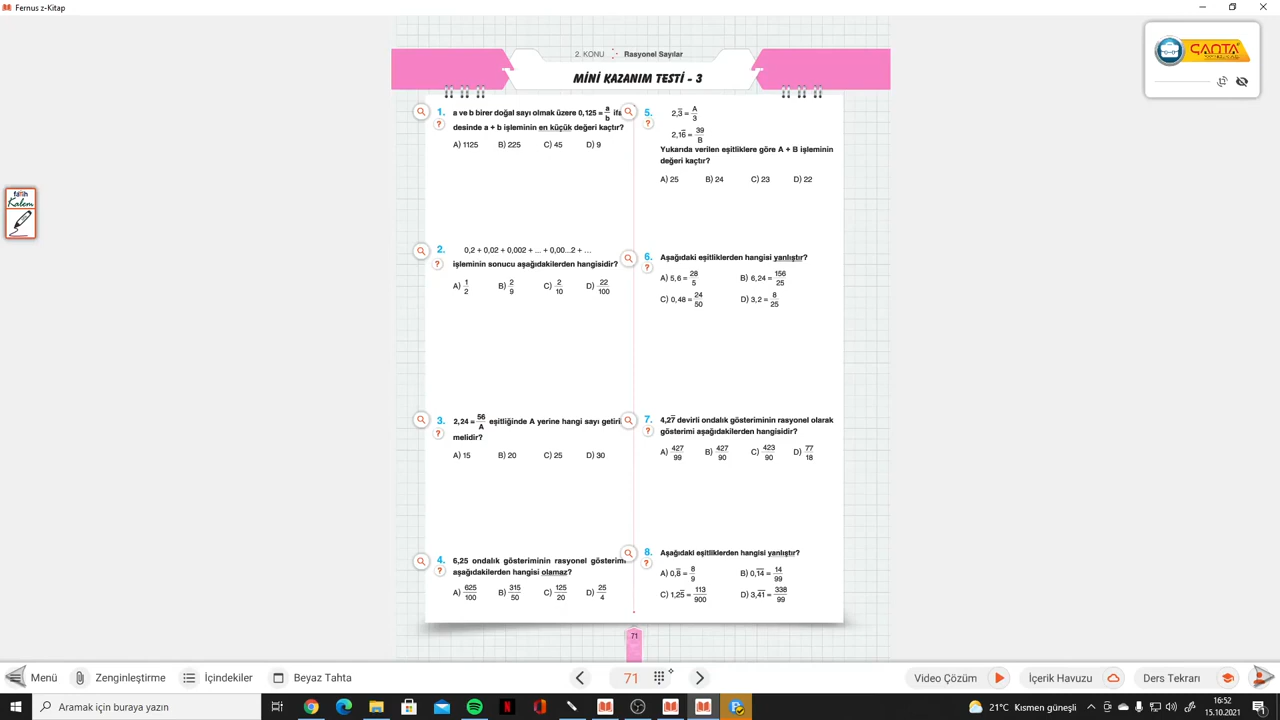 Fernus z-Kitap
2. KONU Rasyonel Sayılar
MİNİ KAZANIM TESTİ - 3
ÇANTA
fatih
Kalem
1. a ve b birer doğal sayı olmak üzere 0,125 = a/b ifa
desinde a + b işleminin en küçük değeri kaçtır?
A) 1125 B) 225 C) 45 D) 9
2. 0,2 + 0,02 + 0,002 + ... + 0,00...2 + ...
işleminin sonucu aşağıdakilerden hangisidir?
A) 1/2 B) 2/9 C) 2/10 D) 22/100
3. 2,24 = 56/A eşitliğinde A yerine hangi sayı getiri
melidir?
A) 15 B) 20 C) 25 D) 30
4. 6,25 ondalık gösteriminin rasyonel gösterimi
aşağıdakilerden hangisi olamaz?
A) 625/100 B) 315/50 C) 125/20 D) 25/4
5. 2,3̅ = A/3
2,16̅ = 39/B
Yukarıda verilen eşitliklere göre A + B işleminin
değeri kaçtır?
A) 25 B) 24 C) 23 D) 22
6. Aşağıdaki eşitliklerden hangisi yanlıştır?
A) 5,6 = 28/5 B) 6,24 = 156/25
C) 0,48 = 24/50 D) 3,2 = 8/25
7. 4,27̅ devirli ondalık gösteriminin rasyonel olarak
gösterimi aşağıdakilerden hangisidir?
A) 427/99 B) 427/90 C) 423/90 D) 77/18
8. Aşağıdaki eşitliklerden hangisi yanlıştır?
A) 0,8̅ = 8/9 B) 0,1̅4̅ = 14/99
C) 1,25̅ = 113/900 D) 3,4̅1̅ = 338/99
71
Menü Zenginleştirme İçindekiler Beyaz Tahta 71 Video Çözüm İçerik Havuzu Ders Tekrarı
Aramak için buraya yazın
21°C Kısmen güneşli
16:52
15.10.2021